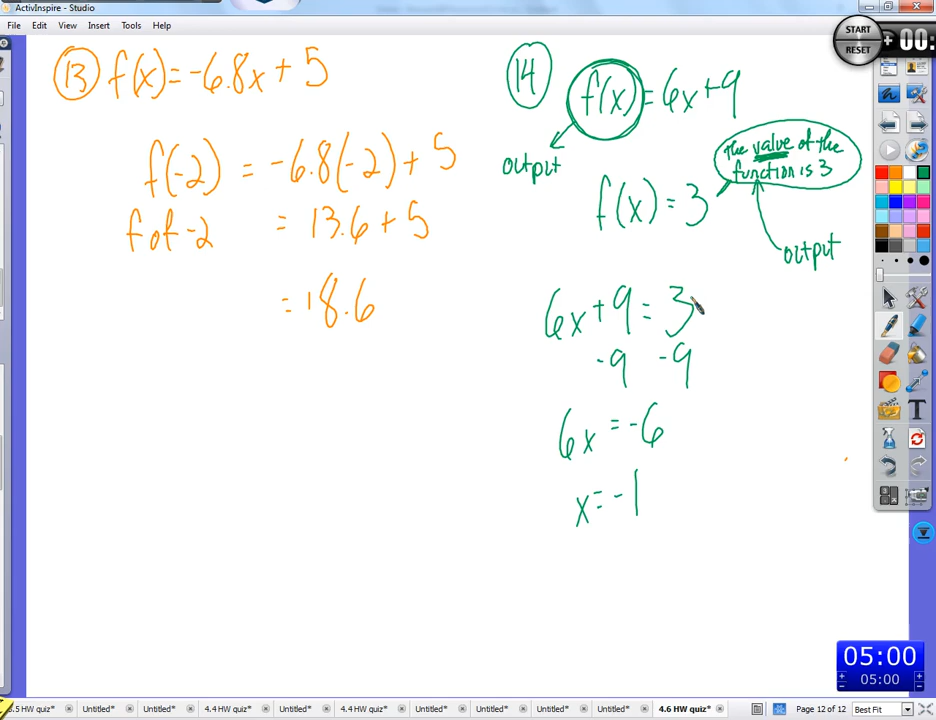 ActivInspire - Studio
File Edit View Insert Tools Help
START
RESET
+ 00:
13 f(x)=-6.8x+5
f(-2) = -6.8(-2)+5
f of -2 = 13.6+5
= 18.6
14 f(x)=6x+9
output
The value of the
function is 3
f(x)=3
output
6x+9=3
-9 -9
6x=-6
x=-1
05:00
05:00
.5 HW quiz* Untitled* Untitled* 4.4 HW quiz* Untitled* 4.4 HW quiz* Untitled* Untitled* Untitled* Untitled* 4.6 HW quiz* Page 12 of 12 Best Fit